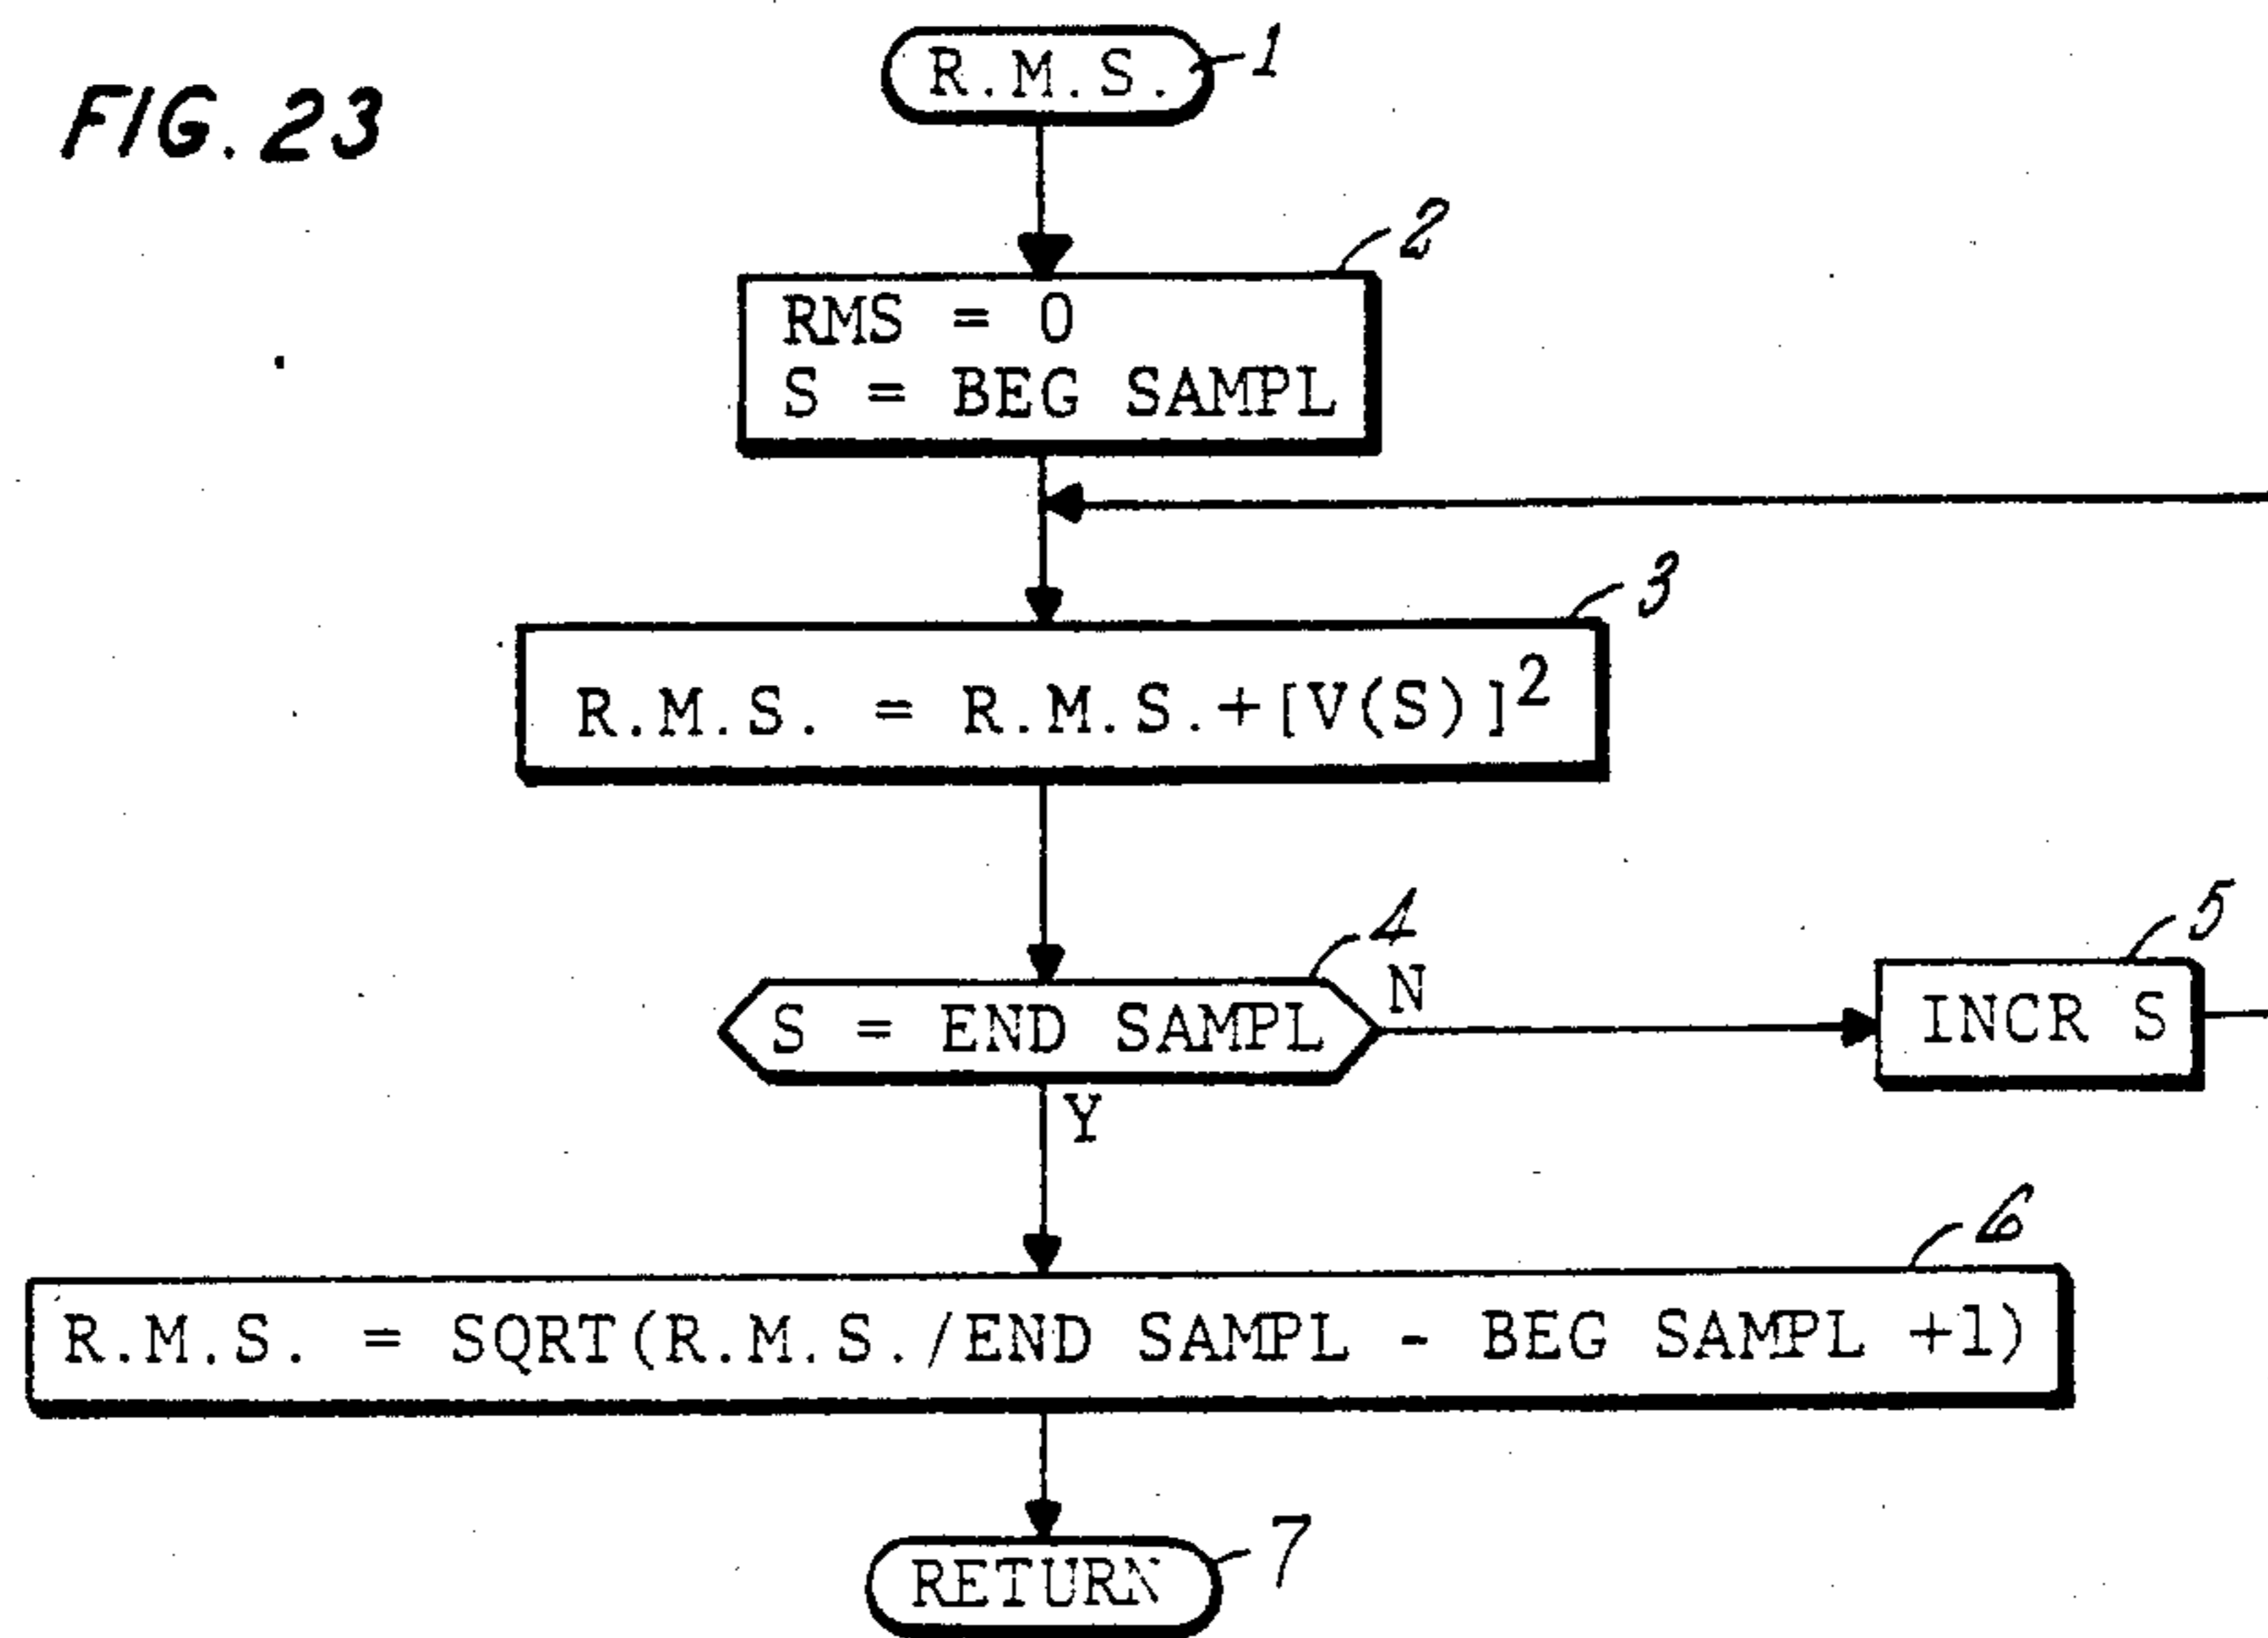 FIG. 23
R.M.S. 1
2
RMS = 0
S = BEG SAMPL
3
R.M.S. = R.M.S.+[V(S)]²
4
S = END SAMPL
N
5
INCR S
Y
6
R.M.S. = SQRT(R.M.S./END SAMPL - BEG SAMPL +1)
RETURN 7